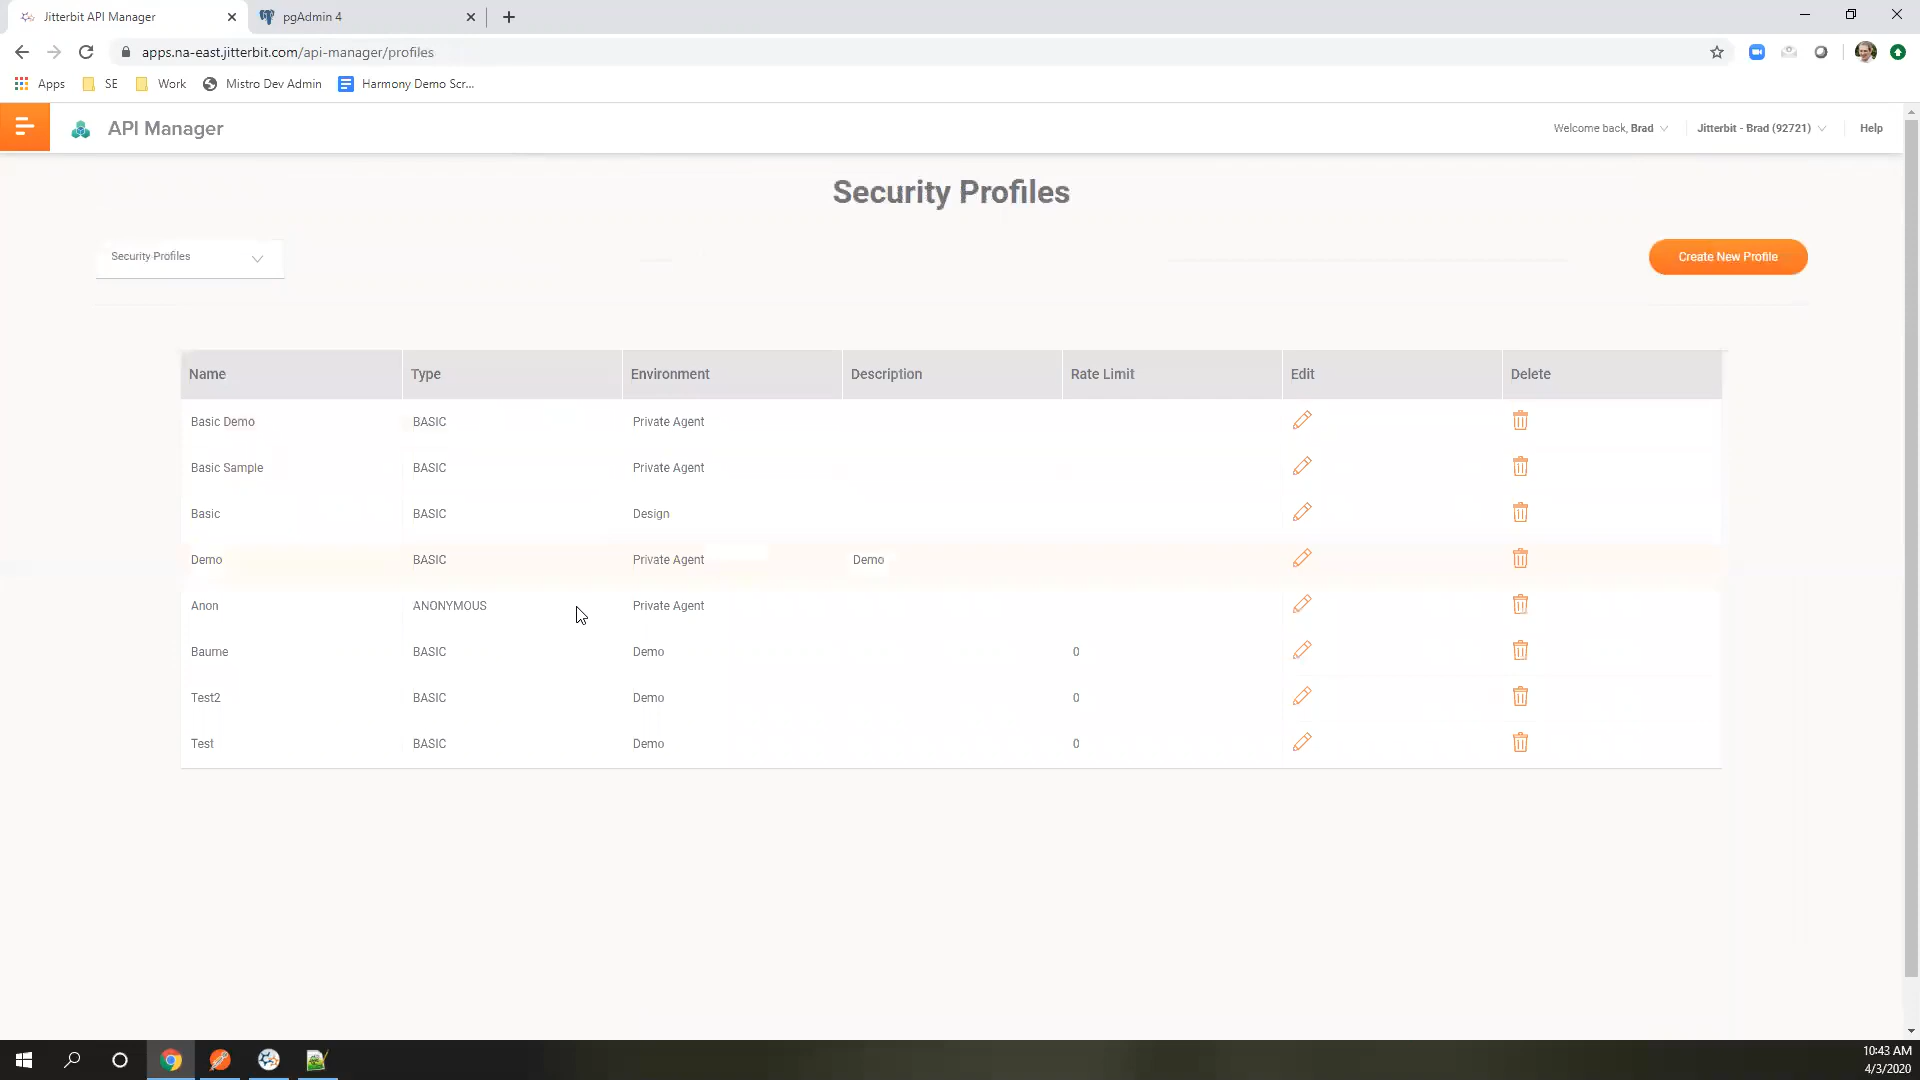 Jitterbit API Manager
pgAdmin 4
apps.na-east.jitterbit.com/api-manager/profiles
Apps SE Work Mistro Dev Admin Harmony Demo Scr...
API Manager
Welcome back, Brad Jitterbit - Brad (92721) Help
Security Profiles
Security Profiles
Create New Profile
Name Type Environment Description Rate Limit Edit Delete
Basic Demo BASIC Private Agent
Basic Sample BASIC Private Agent
Basic BASIC Design
Demo BASIC Private Agent Demo
Anon ANONYMOUS Private Agent
Baume BASIC Demo 0
Test2 BASIC Demo 0
Test BASIC Demo 0
10:43 AM
4/3/2020